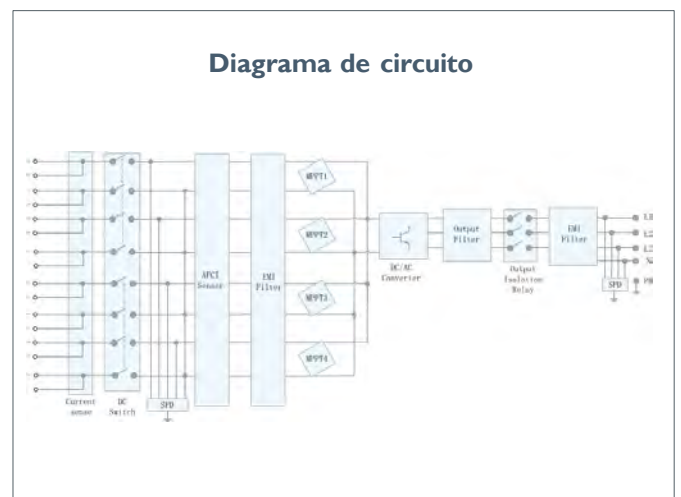 Diagrama de circuito
MPPT1
MPPT2
MPPT3
MPPT4
AFCI
Sensor
EMI
Filter
DC/AC
Converter
Output
Filter
Output
Isolation
Relay
EMI
Filter
L1
L2
L3
N
PE
SPD
Current
sense
DC
Switch
SPD